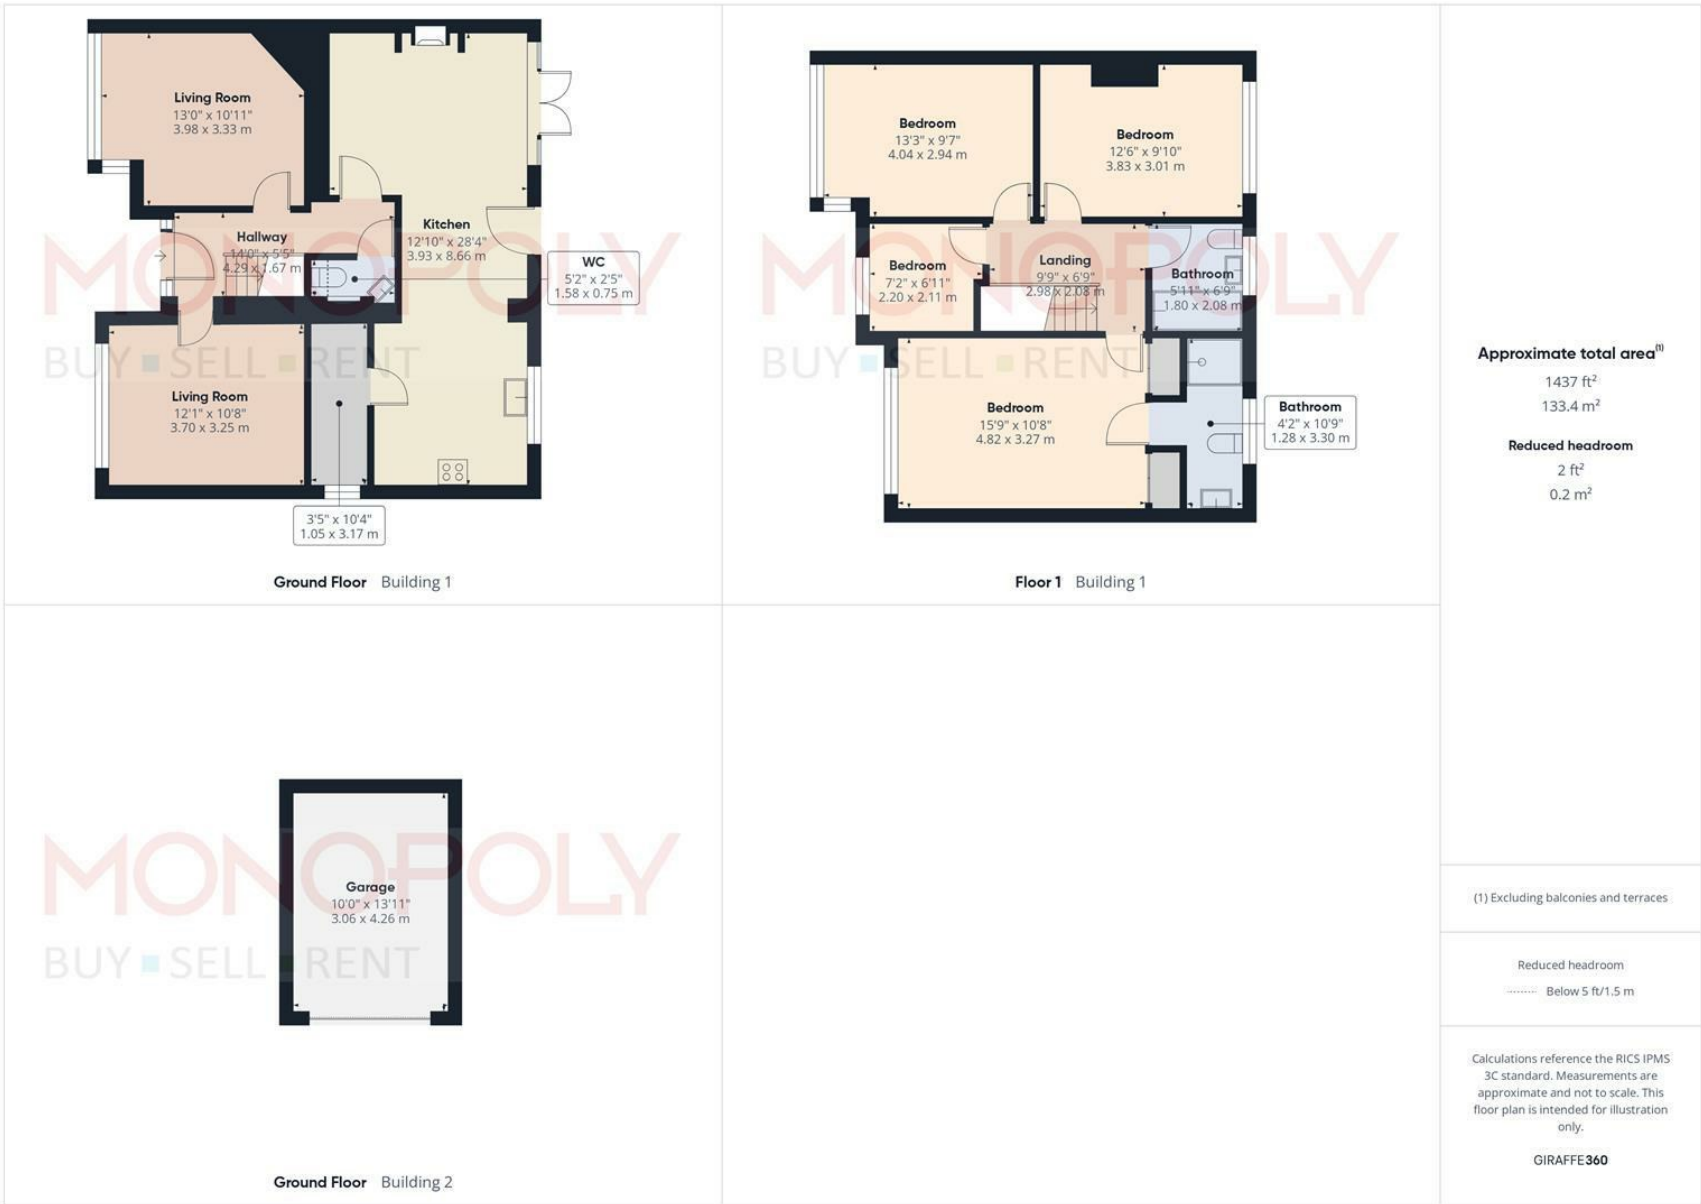 Living Room
13'0" x 10'11"
3.98 x 3.33 m
Kitchen
12'10" x 28'4"
3.93 x 8.66 m
Hallway
14'0" x 5'5"
4.29 x 1.67 m
WC
5'2" x 2'5"
1.58 x 0.75 m
Living Room
12'1" x 10'8"
3.70 x 3.25 m
3'5" x 10'4"
1.05 x 3.17 m
MONOPOLY
BUY SELL RENT
Ground Floor Building 1
Bedroom
13'3" x 9'7"
4.04 x 2.94 m
Bedroom
12'6" x 9'10"
3.83 x 3.01 m
Bedroom
7'2" x 6'11"
2.20 x 2.11 m
Landing
9'9" x 6'9"
2.98 x 2.08 m
Bathroom
5'11" x 6'9"
1.80 x 2.08 m
Bedroom
15'9" x 10'8"
4.82 x 3.27 m
Bathroom
4'2" x 10'9"
1.28 x 3.30 m
MONOPOLY
BUY SELL RENT
Floor 1 Building 1
Garage
10'0" x 13'11"
3.06 x 4.26 m
MONOPOLY
BUY SELL RENT
Ground Floor Building 2
Approximate total area(1)
1437 ft²
133.4 m²
Reduced headroom
2 ft²
0.2 m²
(1) Excluding balconies and terraces
Reduced headroom
Below 5 ft/1.5 m
Calculations reference the RICS IPMS
3C standard. Measurements are
approximate and not to scale. This
floor plan is intended for illustration
only.
GIRAFFE360